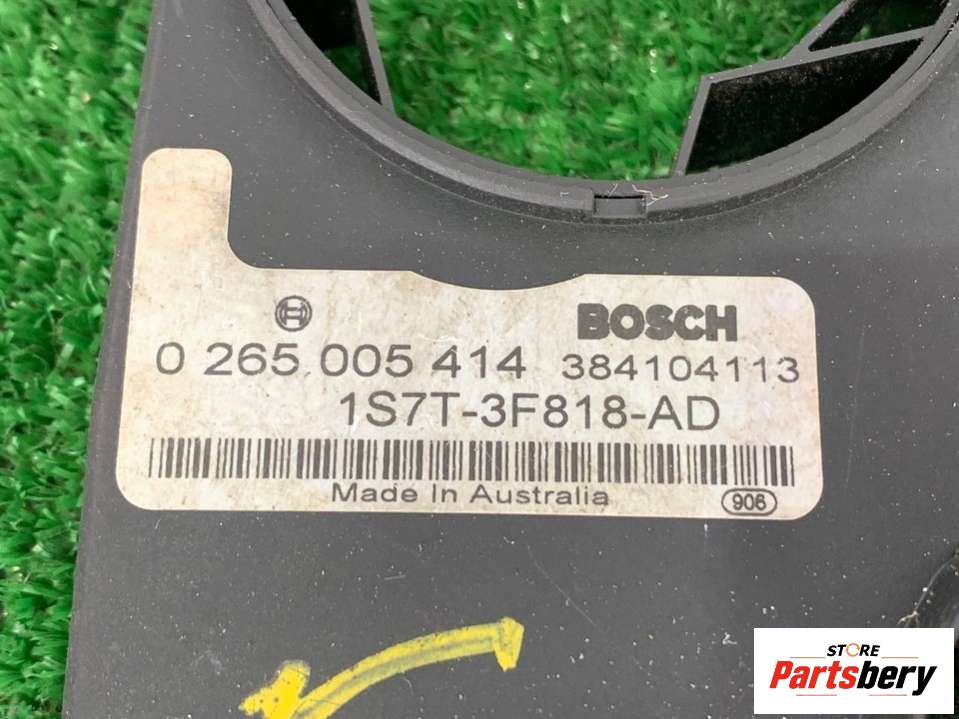 BOSCH
0 265 005 414 384104113
1S7T-3F818-AD
Made In Australia
906
STORE
Partsbery